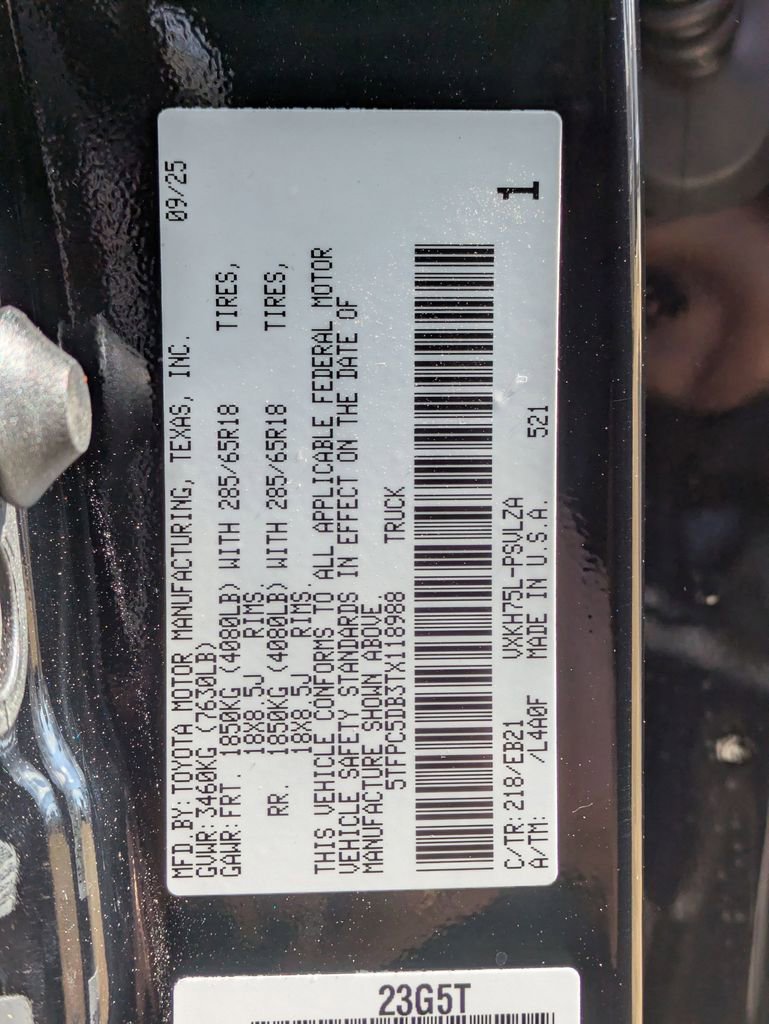 MFD BY: TOYOTA MOTOR MANUFACTURING, TEXAS, INC. 09/25
GVWR: 3460KG (7630LB)
GAWR: FRT. 1850KG (4080LB) WITH 285/65R18 TIRES,
18X8.5J RIMS.
RR. 1850KG (4080LB) WITH 285/65R18 TIRES,
18X8.5J RIMS.
THIS VEHICLE CONFORMS TO ALL APPLICABLE FEDERAL MOTOR
VEHICLE SAFETY STANDARDS IN EFFECT ON THE DATE OF
MANUFACTURE SHOWN ABOVE.
5TFPC5DB3TX118988 TRUCK
1
C/TR: 218/EB21 VXKH75L-PSVLZA
A/TM: /L4A0F MADE IN U.S.A. 521
23G5T